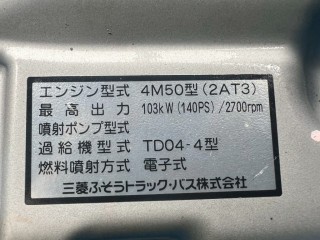 エンジン型式 4M50型(2AT3)
最高出力 103kW(140PS)/2700rpm
噴射ポンプ型式
過給機型式 TD04-4型
燃料噴射方式 電子式
三菱ふそうトラック・バス株式会社